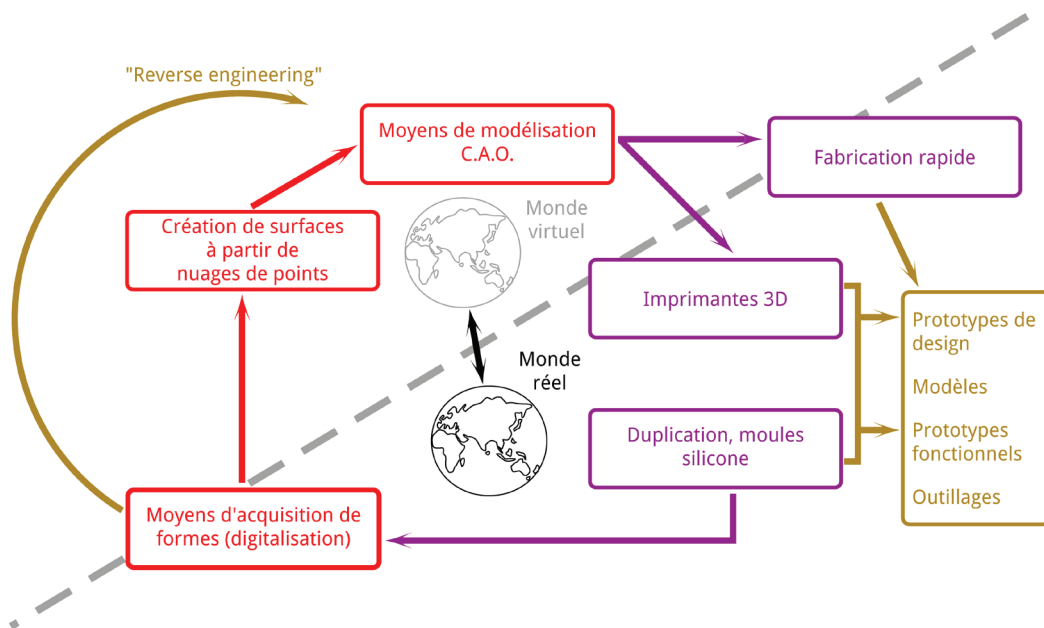 "Reverse engineering"
Moyens de modélisation
C.A.O.
Fabrication rapide
Création de surfaces
à partir de
nuages de points
Monde
virtuel
Imprimantes 3D
Prototypes de
design
Modèles
Prototypes
fonctionnels
Outillages
Monde
réel
Duplication, moules
silicone
Moyens d'acquisition de
formes (digitalisation)